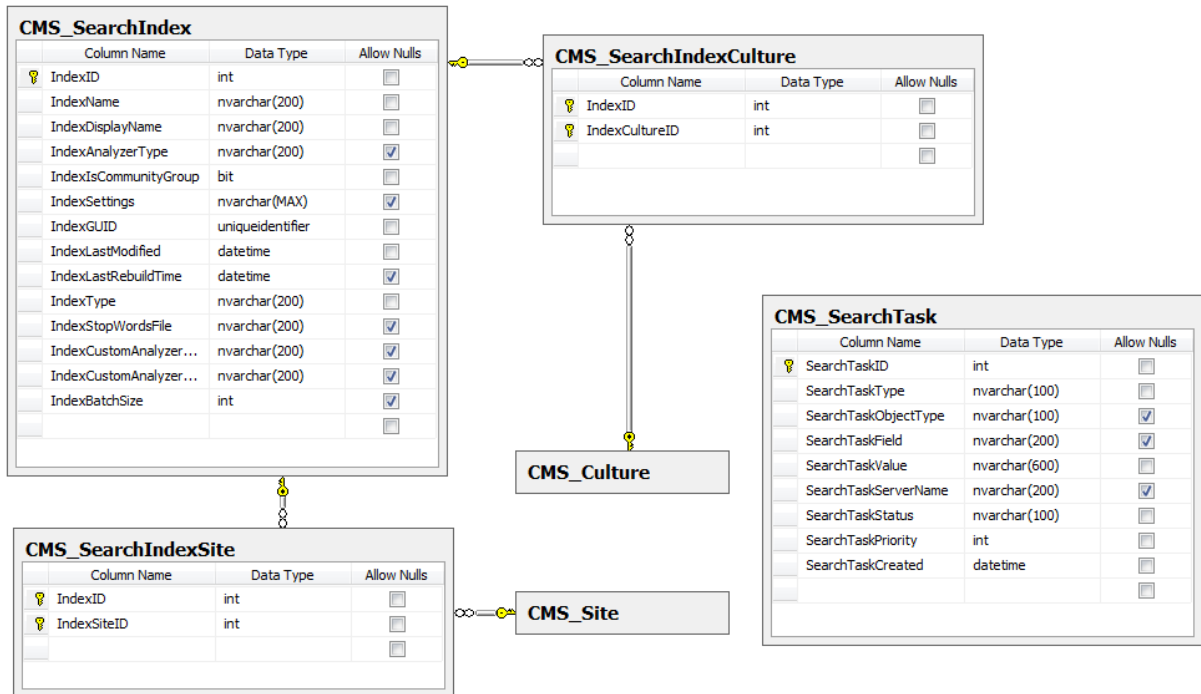 CMS_SearchIndex
Column Name Data Type Allow Nulls
IndexID int
IndexName nvarchar(200)
IndexDisplayName nvarchar(200)
IndexAnalyzerType nvarchar(200)
IndexIsCommunityGroup bit
IndexSettings nvarchar(MAX)
IndexGUID uniqueidentifier
IndexLastModified datetime
IndexLastRebuildTime datetime
IndexType nvarchar(200)
IndexStopWordsFile nvarchar(200)
IndexCustomAnalyzer... nvarchar(200)
IndexCustomAnalyzer... nvarchar(200)
IndexBatchSize int
CMS_SearchIndexCulture
Column Name Data Type Allow Nulls
IndexID int
IndexCultureID int
CMS_SearchTask
Column Name Data Type Allow Nulls
SearchTaskID int
SearchTaskType nvarchar(100)
SearchTaskObjectType nvarchar(100)
SearchTaskField nvarchar(200)
SearchTaskValue nvarchar(600)
SearchTaskServerName nvarchar(200)
SearchTaskStatus nvarchar(100)
SearchTaskPriority int
SearchTaskCreated datetime
CMS_Culture
CMS_SearchIndexSite
Column Name Data Type Allow Nulls
IndexID int
IndexSiteID int
CMS_Site